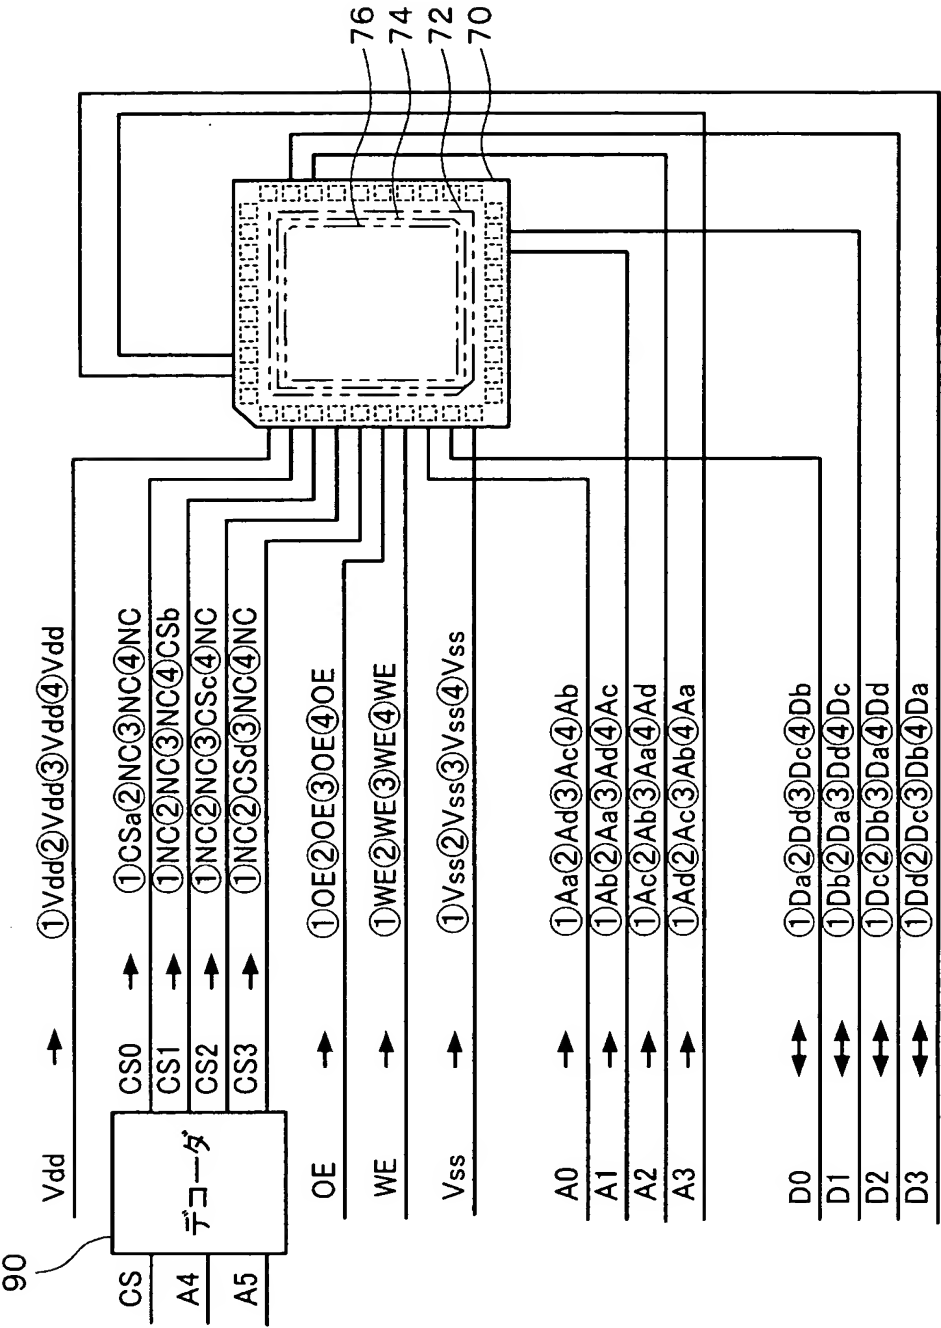 76
74
72
70
90
デコーダ
CS
A4
A5
Vdd
①Vdd②Vdd③Vdd④Vdd
CS0
①CSa②NC③NC④NC
CS1
①NC②NC③NC④CSb
CS2
①NC②NC③CSc④NC
CS3
①NC②CSd③NC④NC
OE
①OE②OE③OE④OE
WE
①WE②WE③WE④WE
Vss
①Vss②Vss③Vss④Vss
A0
①Aa②Ad③Ac④Ab
A1
①Ab②Aa③Ad④Ac
A2
①Ac②Ab③Aa④Ad
A3
①Ad②Ac③Ab④Aa
D0
①Da②Dd③Dc④Db
D1
①Db②Da③Dd④Dc
D2
①Dc②Db③Da④Dd
D3
①Dd②Dc③Db④Da